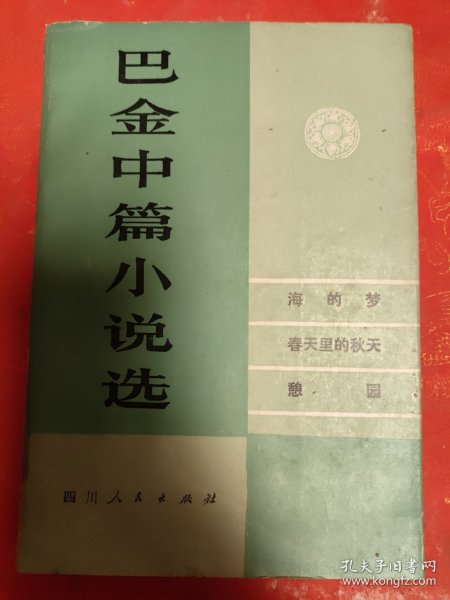 巴金中篇小说选
海的梦
春天里的秋天
憩园
四川人民出版社
孔夫子旧书网
www.kongfz.com